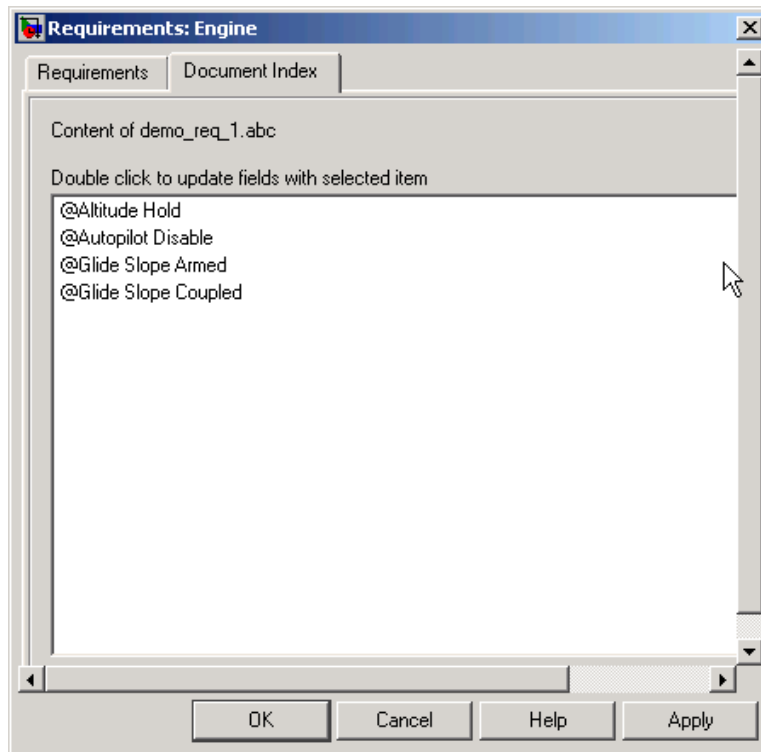 Requirements: Engine
Requirements Document Index
Content of demo_req_1.abc
Double click to update fields with selected item
@Altitude Hold
@Autopilot Disable
@Glide Slope Armed
@Glide Slope Coupled
OK Cancel Help Apply